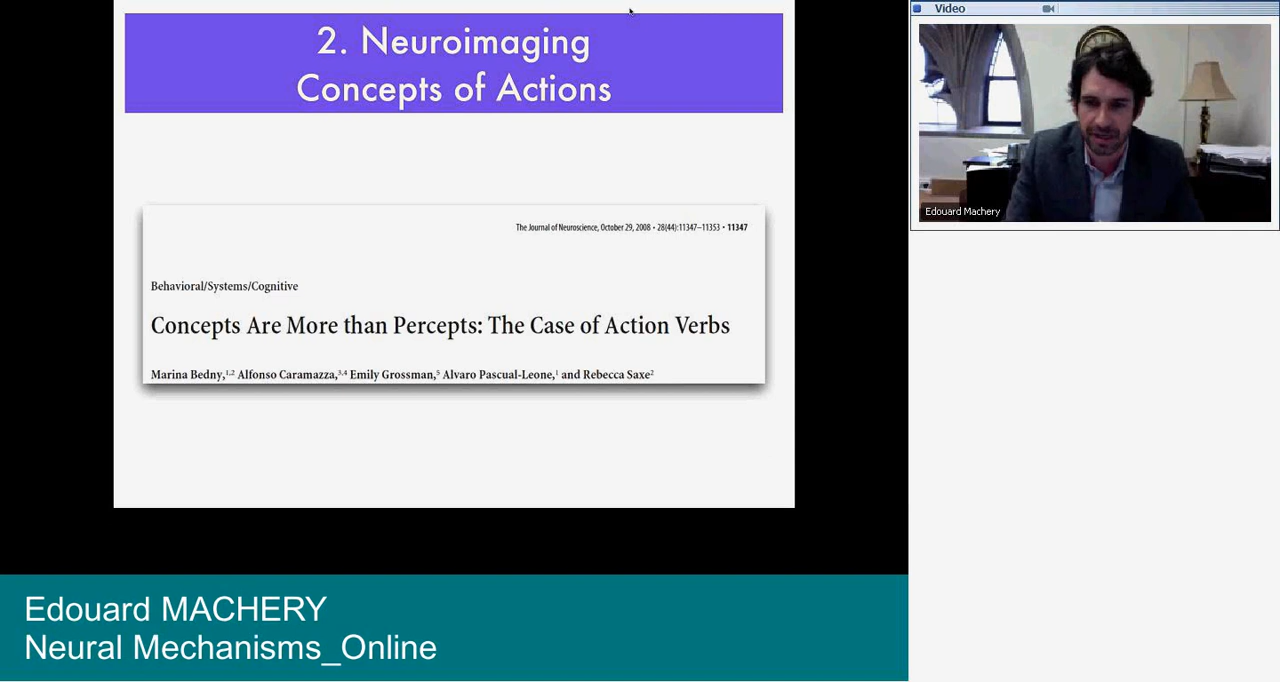 2. Neuroimaging
Concepts of Actions
The Journal of Neuroscience, October 29, 2008 • 28(44):11347–11353 • 11347
Behavioral/Systems/Cognitive
Concepts Are More than Percepts: The Case of Action Verbs
Marina Bedny,1,2 Alfonso Caramazza,3,4 Emily Grossman,5 Alvaro Pascual-Leone,1 and Rebecca Saxe2
Video
Edouard Machery
Edouard MACHERY
Neural Mechanisms_Online